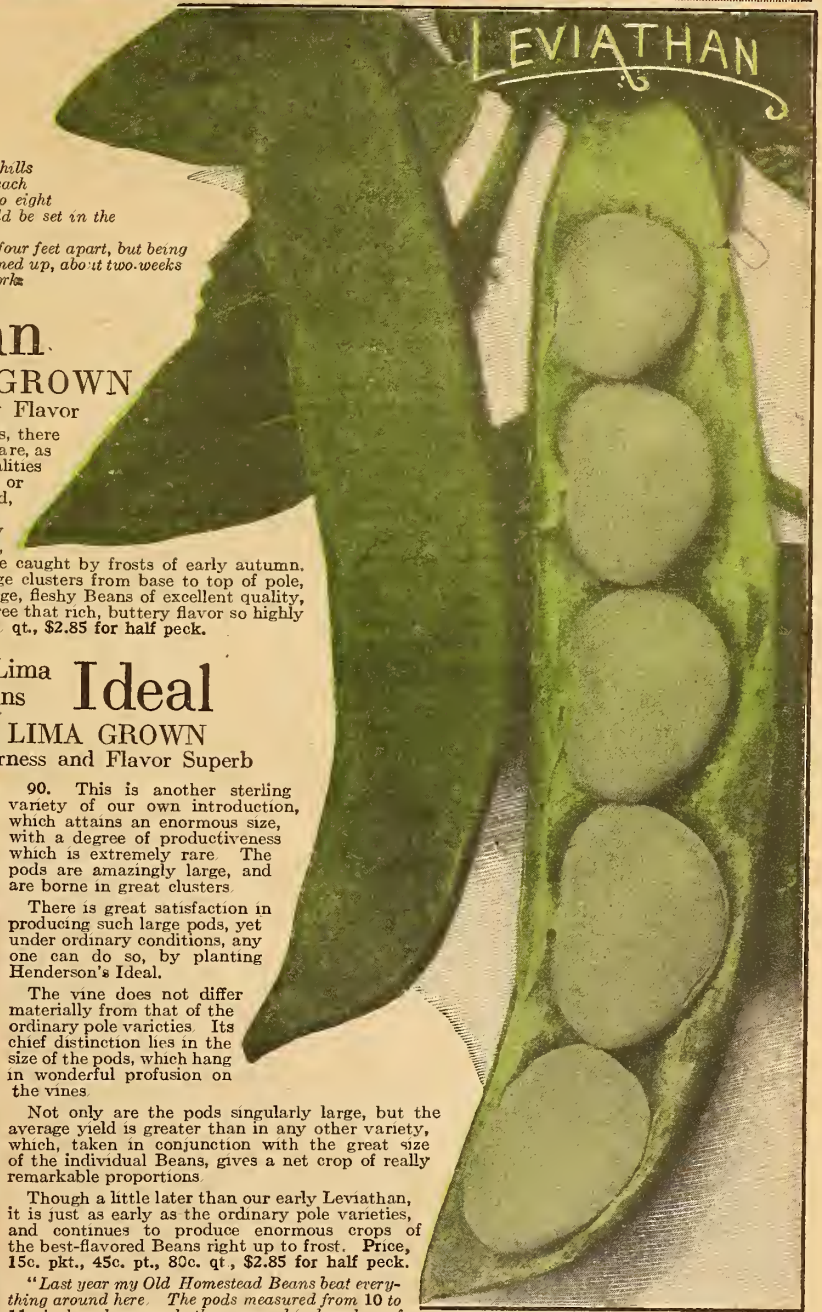 LEVIATHAN
hills
each
o eight
ld be set in the
four feet apart, but being
ned up, about two weeks
ork
an.
GROWN
Flavor
s, there
are, as
lities
or
d,
e caught by frosts of early autumn.
ge clusters from base to top of pole,
ge, fleshy Beans of excellent quality,
ree that rich, buttery flavor so highly
qt., $2.85 for half peck.
Lima
ns Ideal
LIMA GROWN
rness and Flavor Superb
90. This is another sterling
variety of our own introduction,
which attains an enormous size,
with a degree of productiveness
which is extremely rare. The
pods are amazingly large, and
are borne in great clusters.
There is great satisfaction in
producing such large pods, yet
under ordinary conditions, any
one can do so, by planting
Henderson's Ideal.
The vine does not differ
materially from that of the
ordinary pole varieties. Its
chief distinction lies in the
size of the pods, which hang
in wonderful profusion on
the vines.
Not only are the pods singularly large, but the
average yield is greater than in any other variety,
which, taken in conjunction with the great size
of the individual Beans, gives a net crop of really
remarkable proportions.
Though a little later than our early Leviathan,
it is just as early as the ordinary pole varieties,
and continues to produce enormous crops of
the best-flavored Beans right up to frost. Price,
15c. pkt., 45c. pt., 80c. qt., $2.85 for half peck.
"Last year my Old Homestead Beans beat every-
thing around here. The pods measured from 10 to